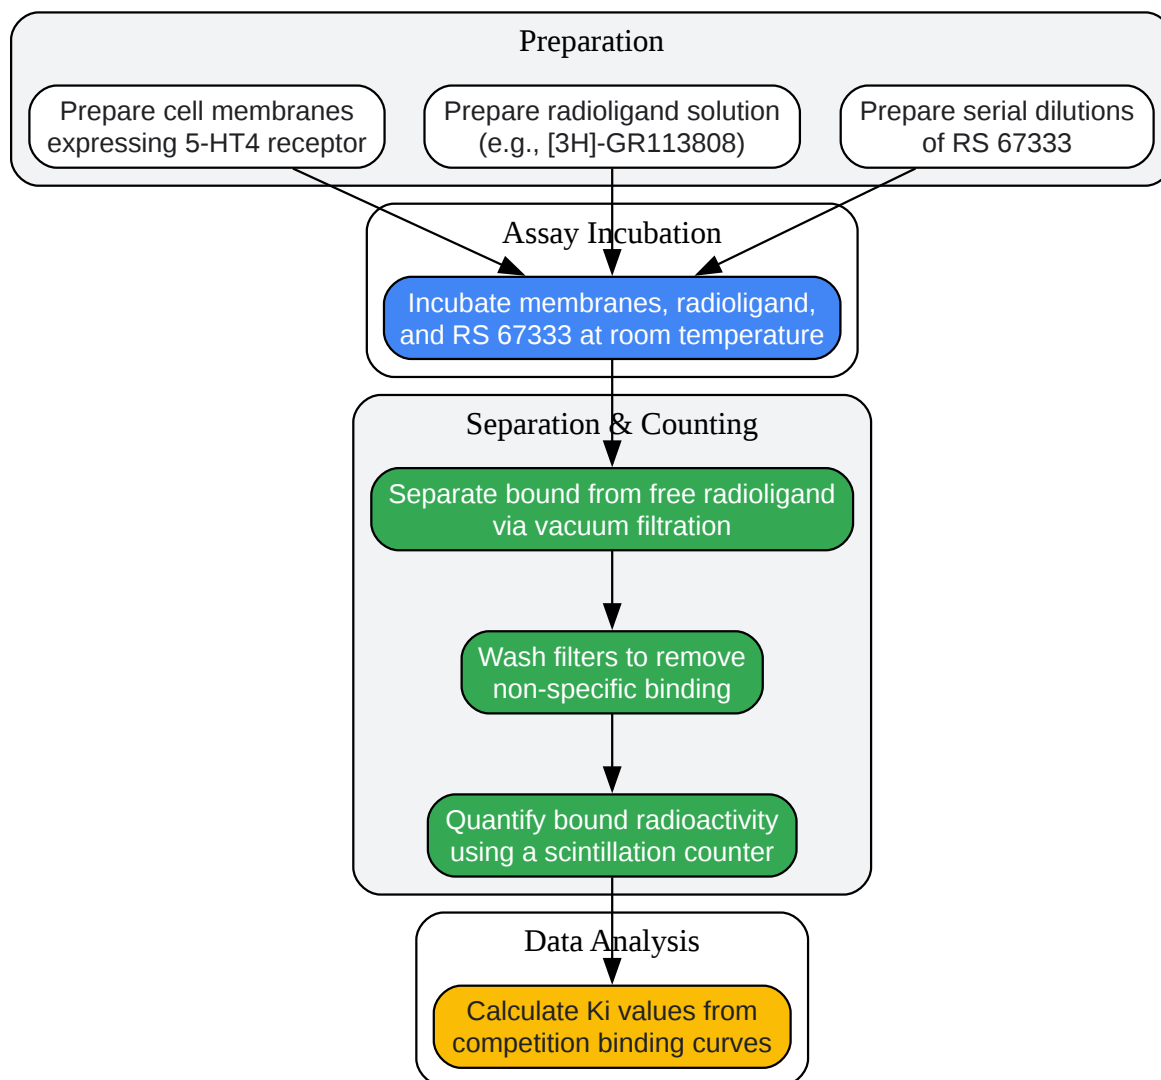 Preparation
Prepare cell membranes
expressing 5-HT4 receptor
Prepare radioligand solution
(e.g., [3H]-GR113808)
Prepare serial dilutions
of RS 67333
Assay Incubation
Incubate membranes, radioligand,
and RS 67333 at room temperature
Separation & Counting
Separate bound from free radioligand
via vacuum filtration
Wash filters to remove
non-specific binding
Quantify bound radioactivity
using a scintillation counter
Data Analysis
Calculate Ki values from
competition binding curves